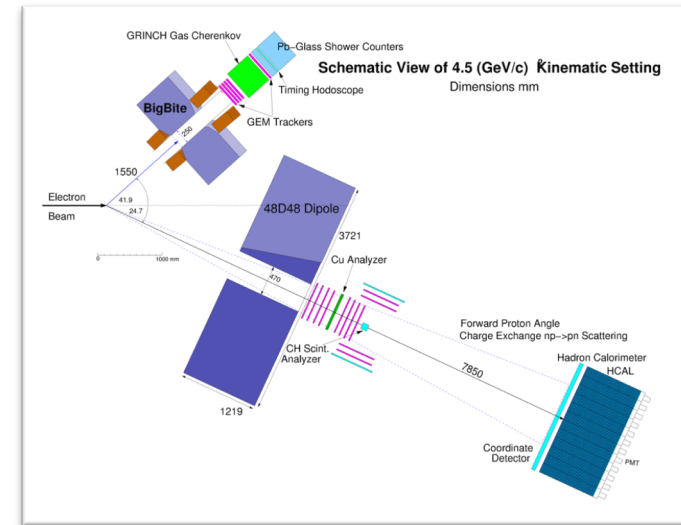 GRINCH Gas Cherenkov
Pb-Glass Shower Counters
Schematic View of 4.5 (GeV/c) Kinematic Setting
Dimensions mm
Timing Hodoscope
BigBite
GEM Trackers
250
1550
Electron
Beam
41.9
24.7
48D48 Dipole
3721
0
1000 mm
470
Cu Analyzer
CH Scint.
Analyzer
Forward Proton Angle
Charge Exchange np->pn Scattering
Hadron Calorimeter
HCAL
7850
1219
Coordinate
Detector
PMT